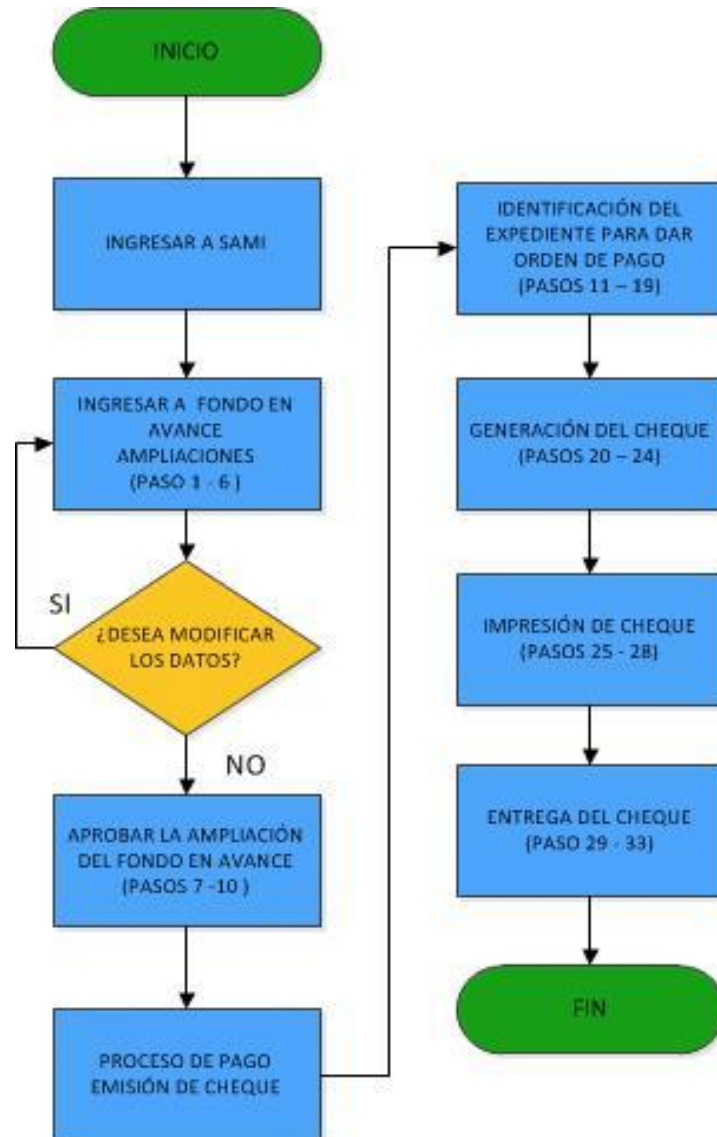 INICIO
INGRESAR A SAMI
INGRESAR A FONDO EN
AVANCE
AMPLIACIONES
(PASO 1 - 6 )
SI
¿DESEA MODIFICAR
LOS DATOS?
NO
APROBAR LA AMPLIACIÓN
DEL FONDO EN AVANCE
(PASOS 7 -10 )
PROCESO DE PAGO
EMISIÓN DE CHEQUE
IDENTIFICACIÓN DEL
EXPEDIENTE PARA DAR
ORDEN DE PAGO
(PASOS 11 – 19)
GENERACIÓN DEL CHEQUE
(PASOS 20 – 24)
IMPRESIÓN DE CHEQUE
(PASOS 25 - 28)
ENTREGA DEL CHEQUE
(PASO 29 - 33)
FIN